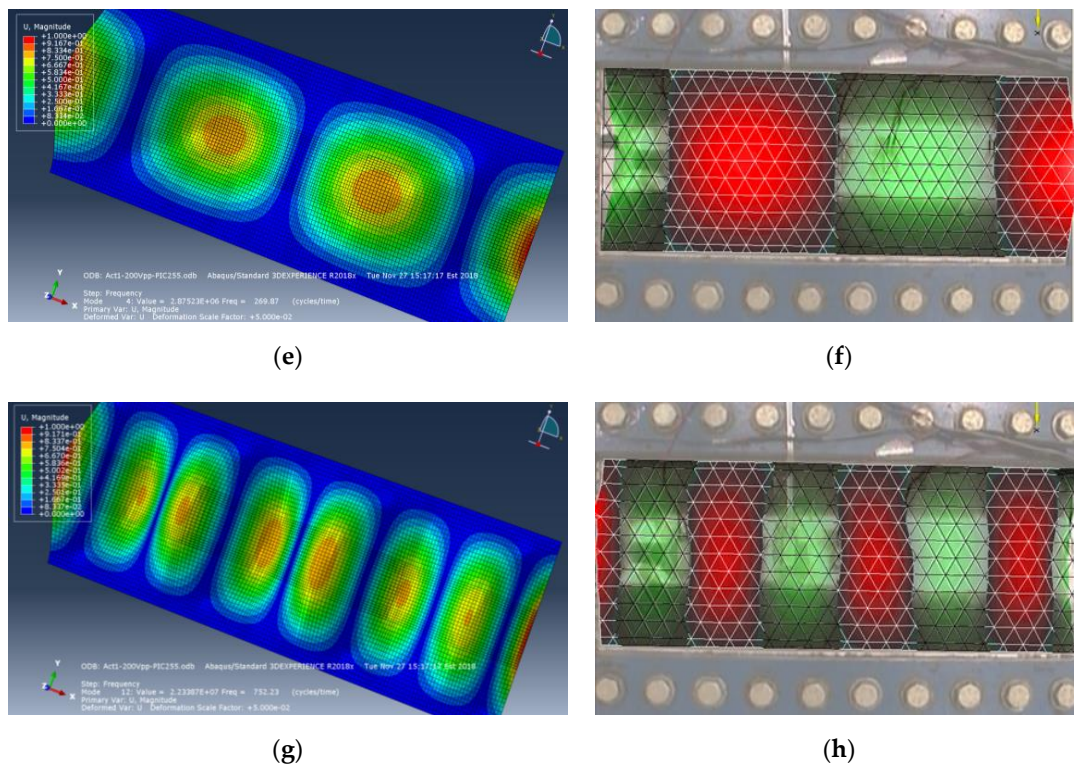 U, Magnitude
+1.000e+00
+9.167e-01
+8.334e-01
+7.500e-01
+6.667e-01
+5.834e-01
+5.000e-01
+4.167e-01
+3.333e-01
+2.500e-01
+1.667e-01
+8.334e-02
+0.000e+00
Y
Z
X
ODB: Act1-200Vpp-PIC255.odb Abaqus/Standard 3DEXPERIENCE R2018x Tue Nov 27 15:17:17 Est 2018
Step: Frequency
Mode 4: Value = 2.87523E+06 Freq = 269.87 (cycles/time)
Primary Var: U, Magnitude
Deformed Var: U Deformation Scale Factor: +5.000e-02
(e)
(f)
U, Magnitude
+1.000e+00
+9.171e-01
+8.337e-01
+7.504e-01
+6.670e-01
+5.836e-01
+5.002e-01
+4.169e-01
+3.335e-01
+2.501e-01
+1.667e-01
+8.337e-02
+0.000e+00
Y
Z
X
ODB: Act1-200Vpp-PIC255.odb Abaqus/Standard 3DEXPERIENCE R2018x Tue Nov 27 15:17:17 Est 2018
Step: Frequency
Mode 12: Value = 2.23387E+07 Freq = 752.23 (cycles/time)
Primary Var: U, Magnitude
Deformed Var: U Deformation Scale Factor: +5.000e-02
(g)
(h)